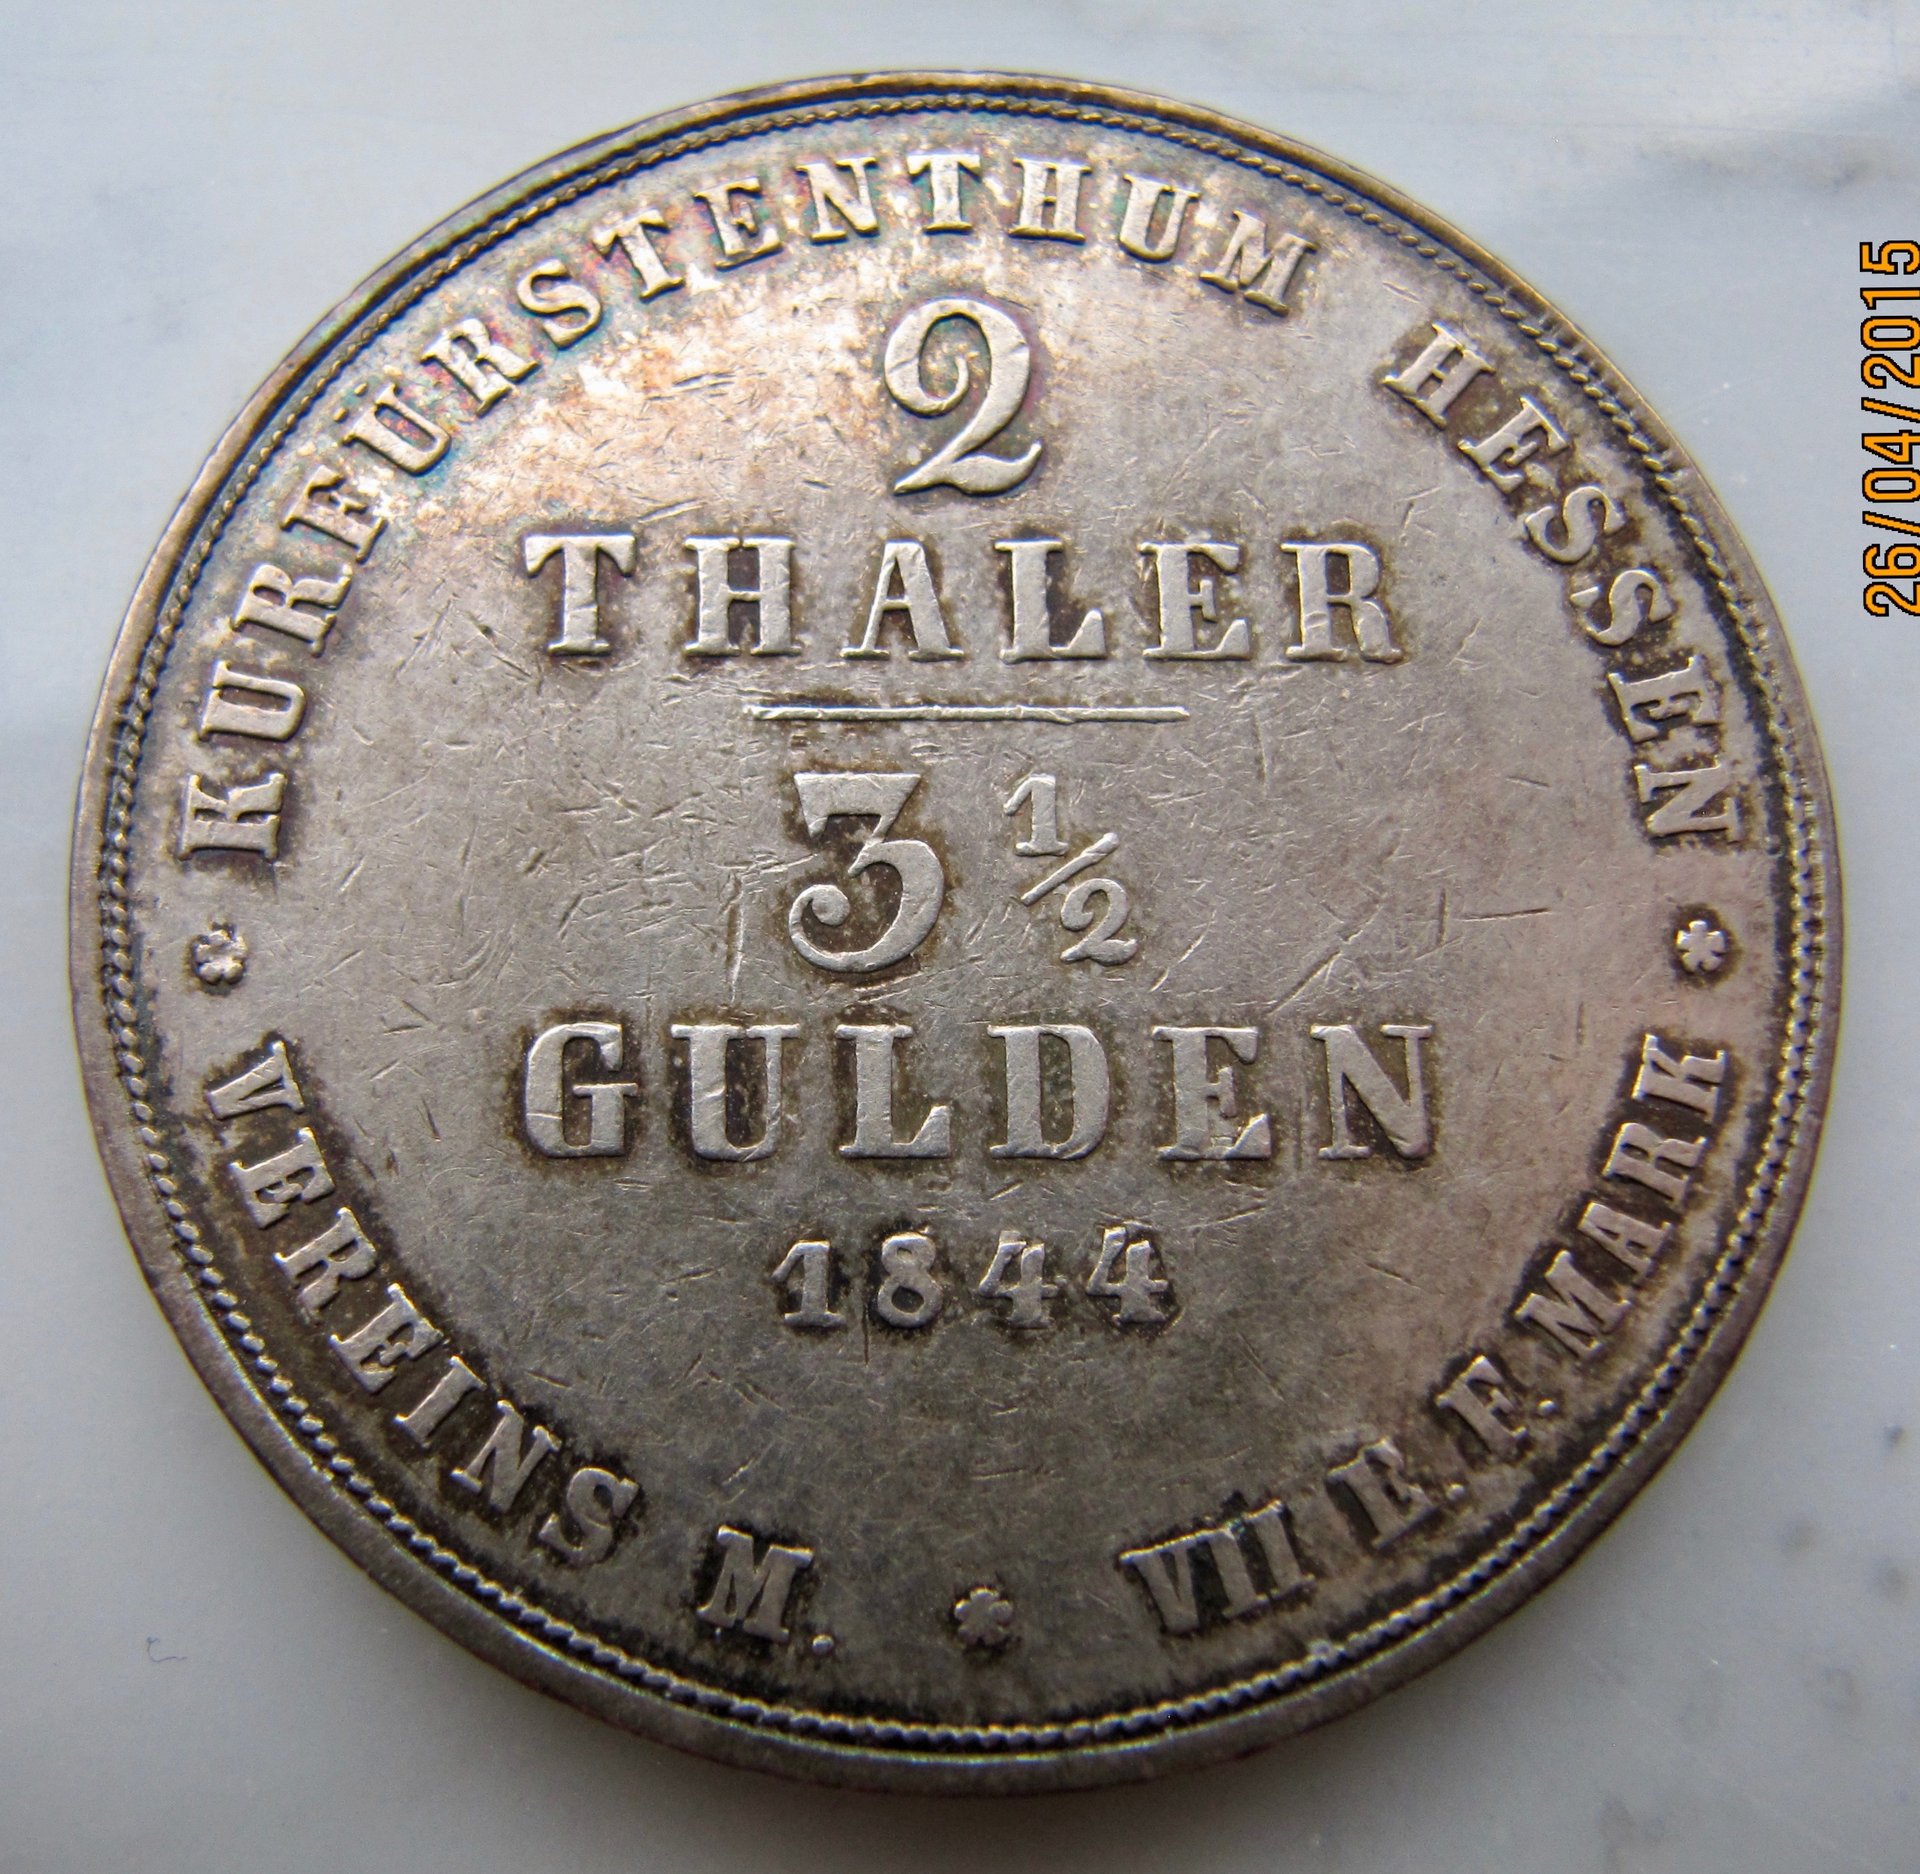 KURFÜRSTENTHUM HESSEN
2
THALER
3 1/2
GULDEN
1844
VEREINS M. * VII E.F. MARK
26/04/2015